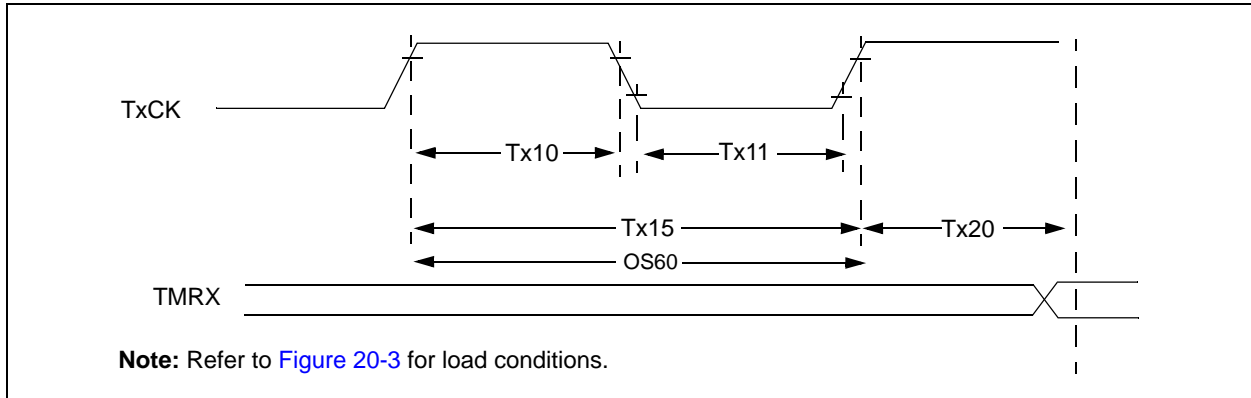 TxCK
Tx10
Tx11
Tx15
Tx20
OS60
TMRX
Note: Refer to Figure 20-3 for load conditions.